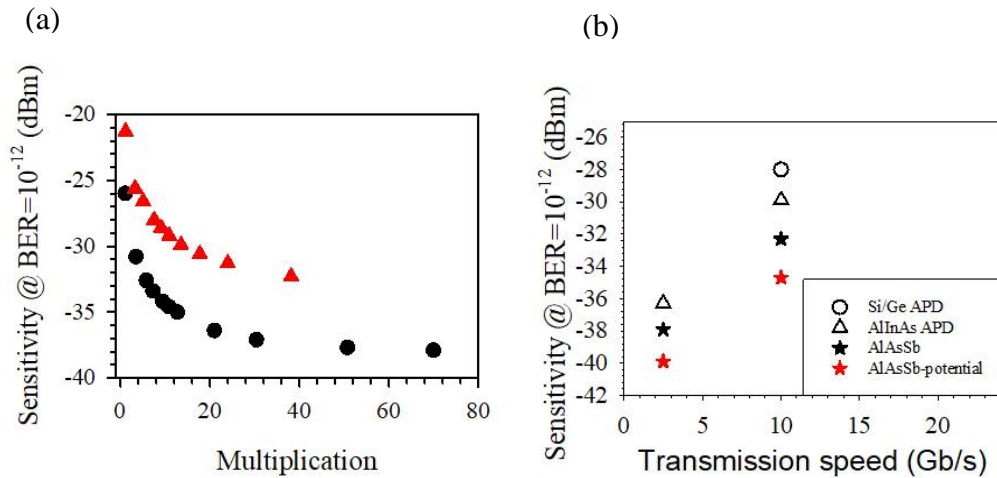 (a)
(b)
Sensitivity @ BER=10⁻¹² (dBm)
-20
-25
-30
-35
-40
0
20
40
60
80
Multiplication
Sensitivity @ BER=10⁻¹² (dBm)
-26
-28
-30
-32
-34
-36
-38
-40
-42
0
5
10
15
20
Transmission speed (Gb/s)
Si/Ge APD
AlInAs APD
AlAsSb
AlAsSb-potential